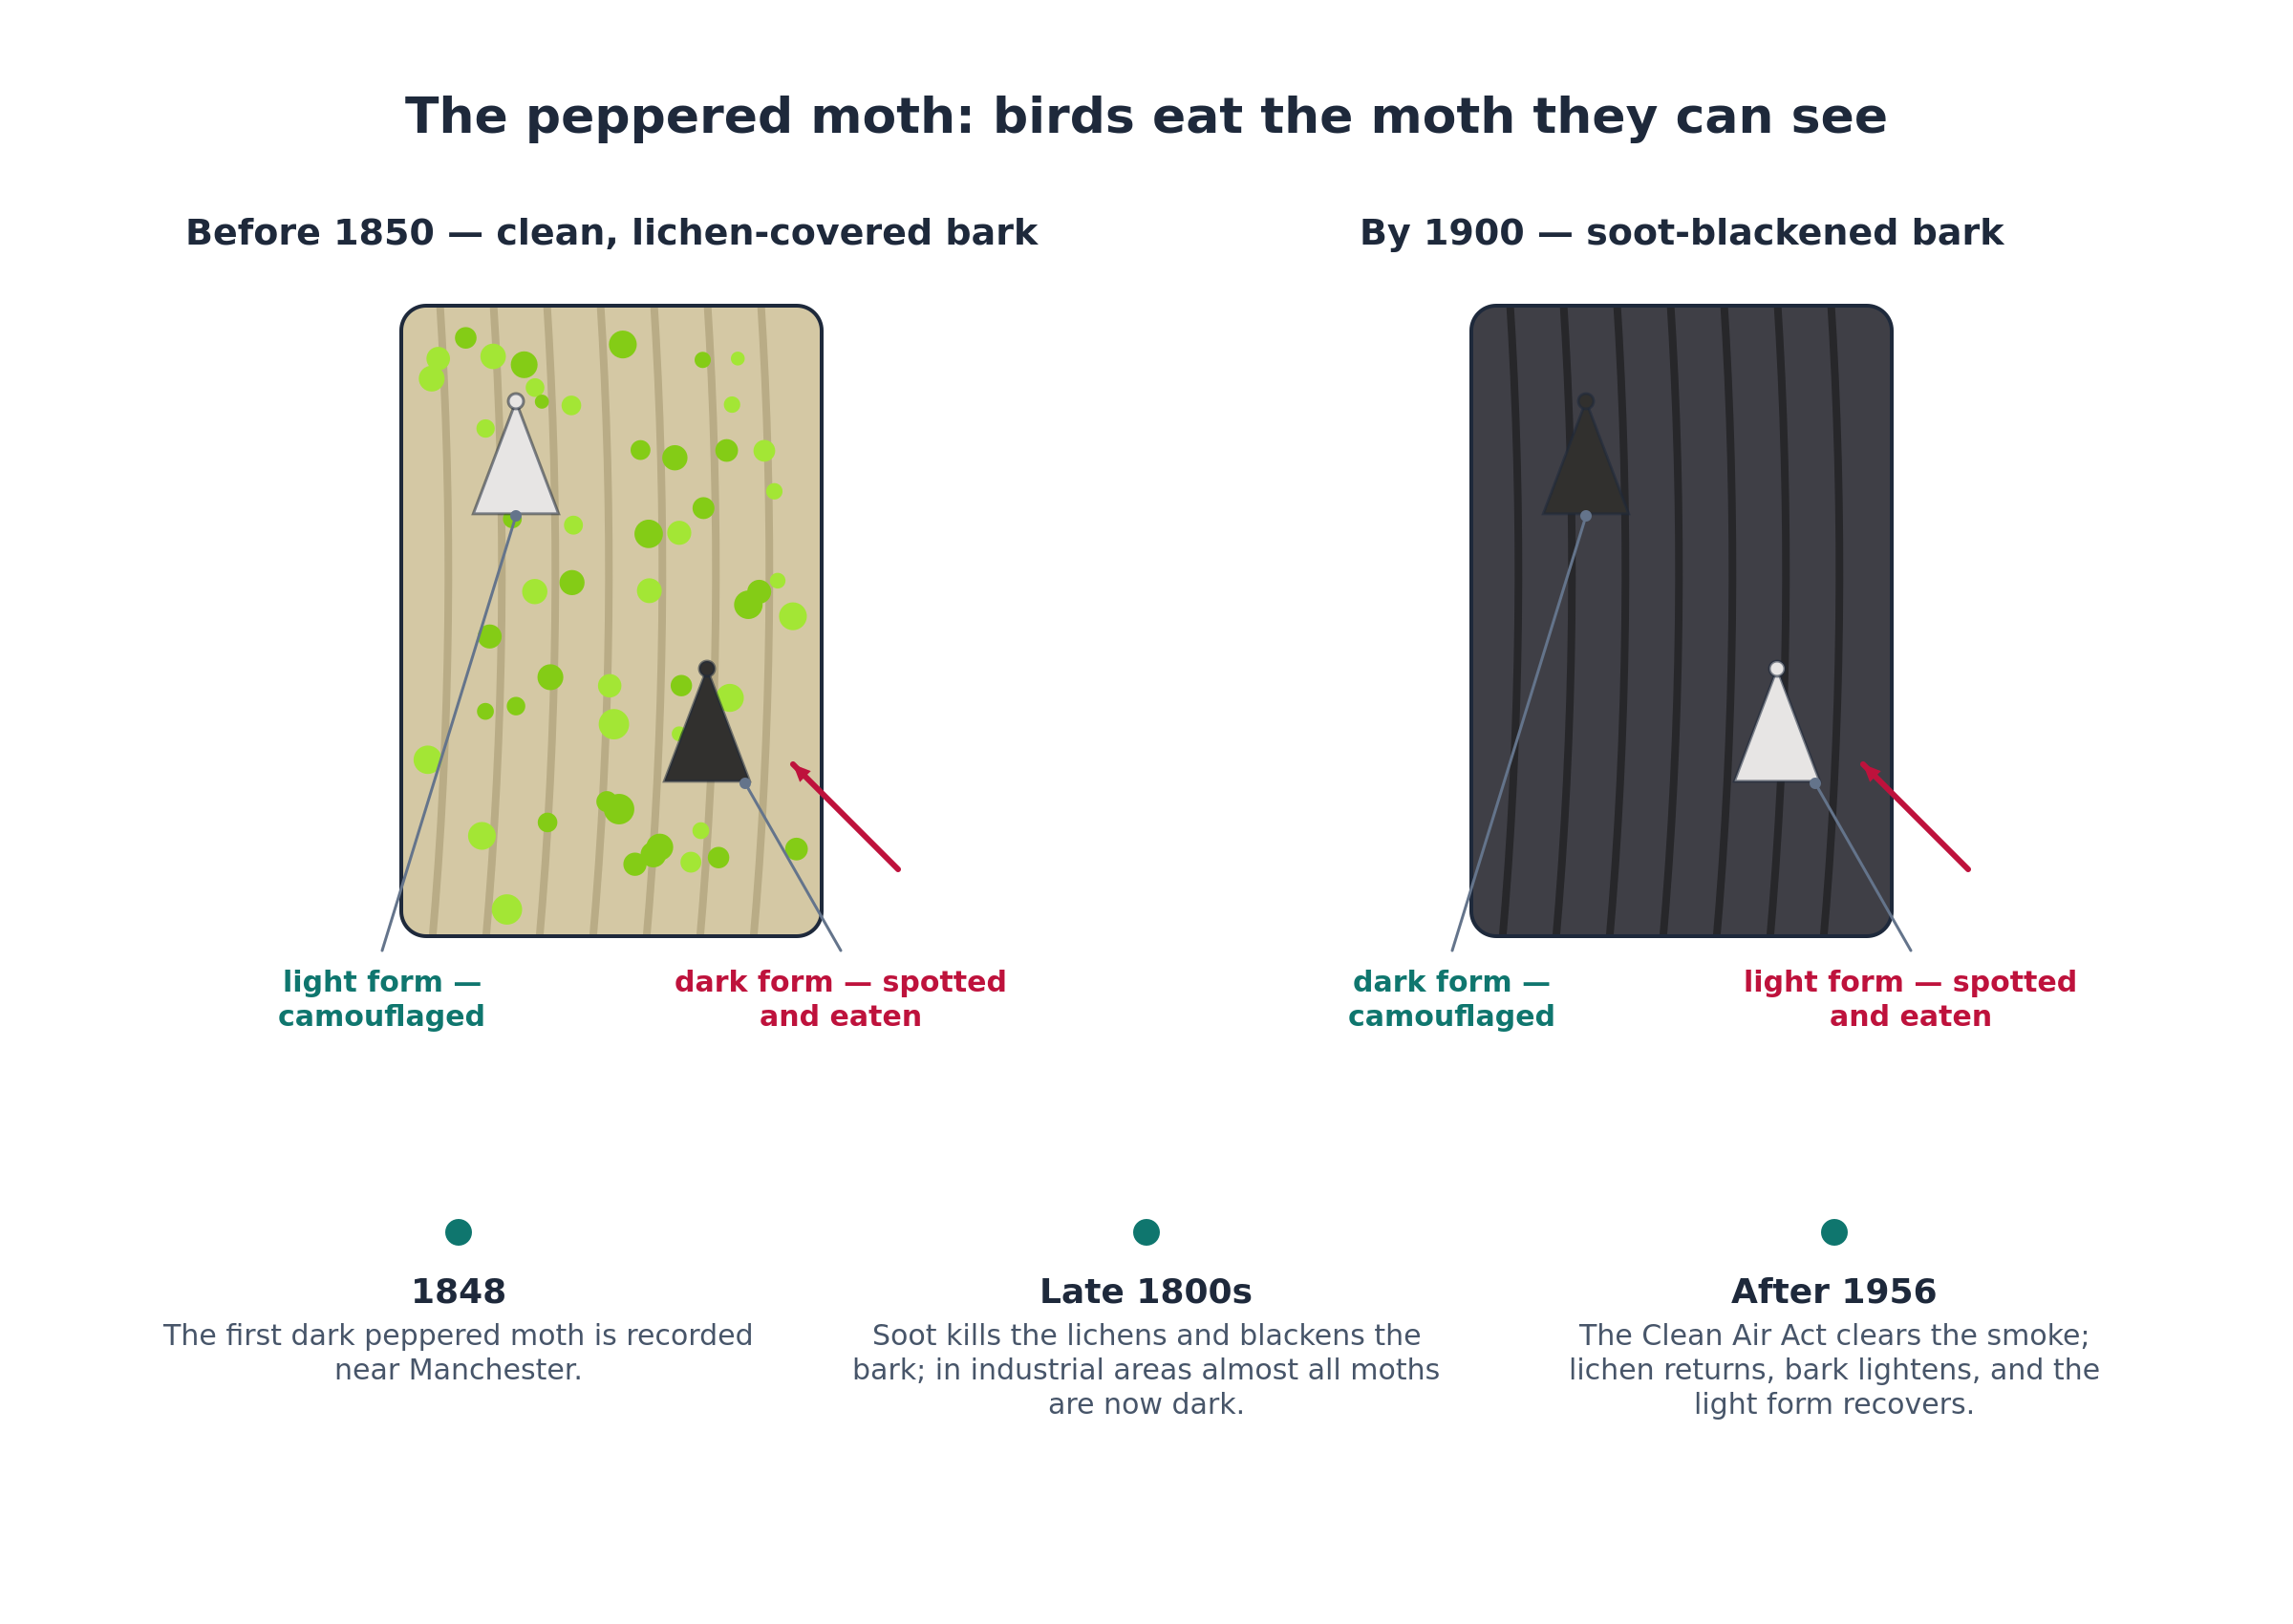 The peppered moth: birds eat the moth they can see
Before 1850 — clean, lichen-covered bark
By 1900 — soot-blackened bark
light form —
camouflaged
dark form — spotted
and eaten
dark form —
camouflaged
light form — spotted
and eaten
1848
The first dark peppered moth is recorded
near Manchester.
Late 1800s
Soot kills the lichens and blackens the
bark; in industrial areas almost all moths
are now dark.
After 1956
The Clean Air Act clears the smoke;
lichen returns, bark lightens, and the
light form recovers.